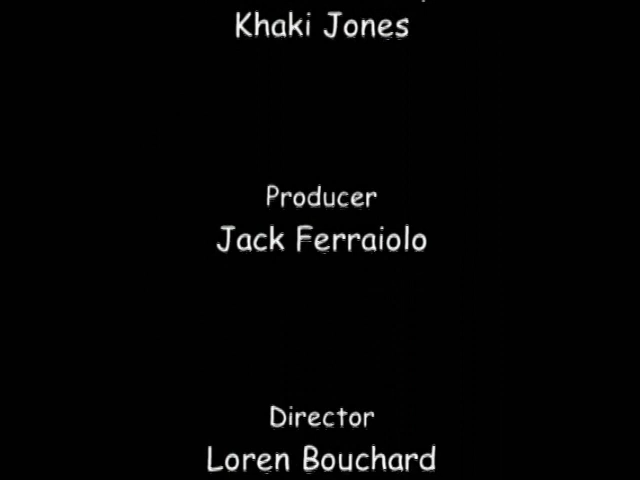 Khaki Jones
Producer
Jack Ferraiolo
Director
Loren Bouchard